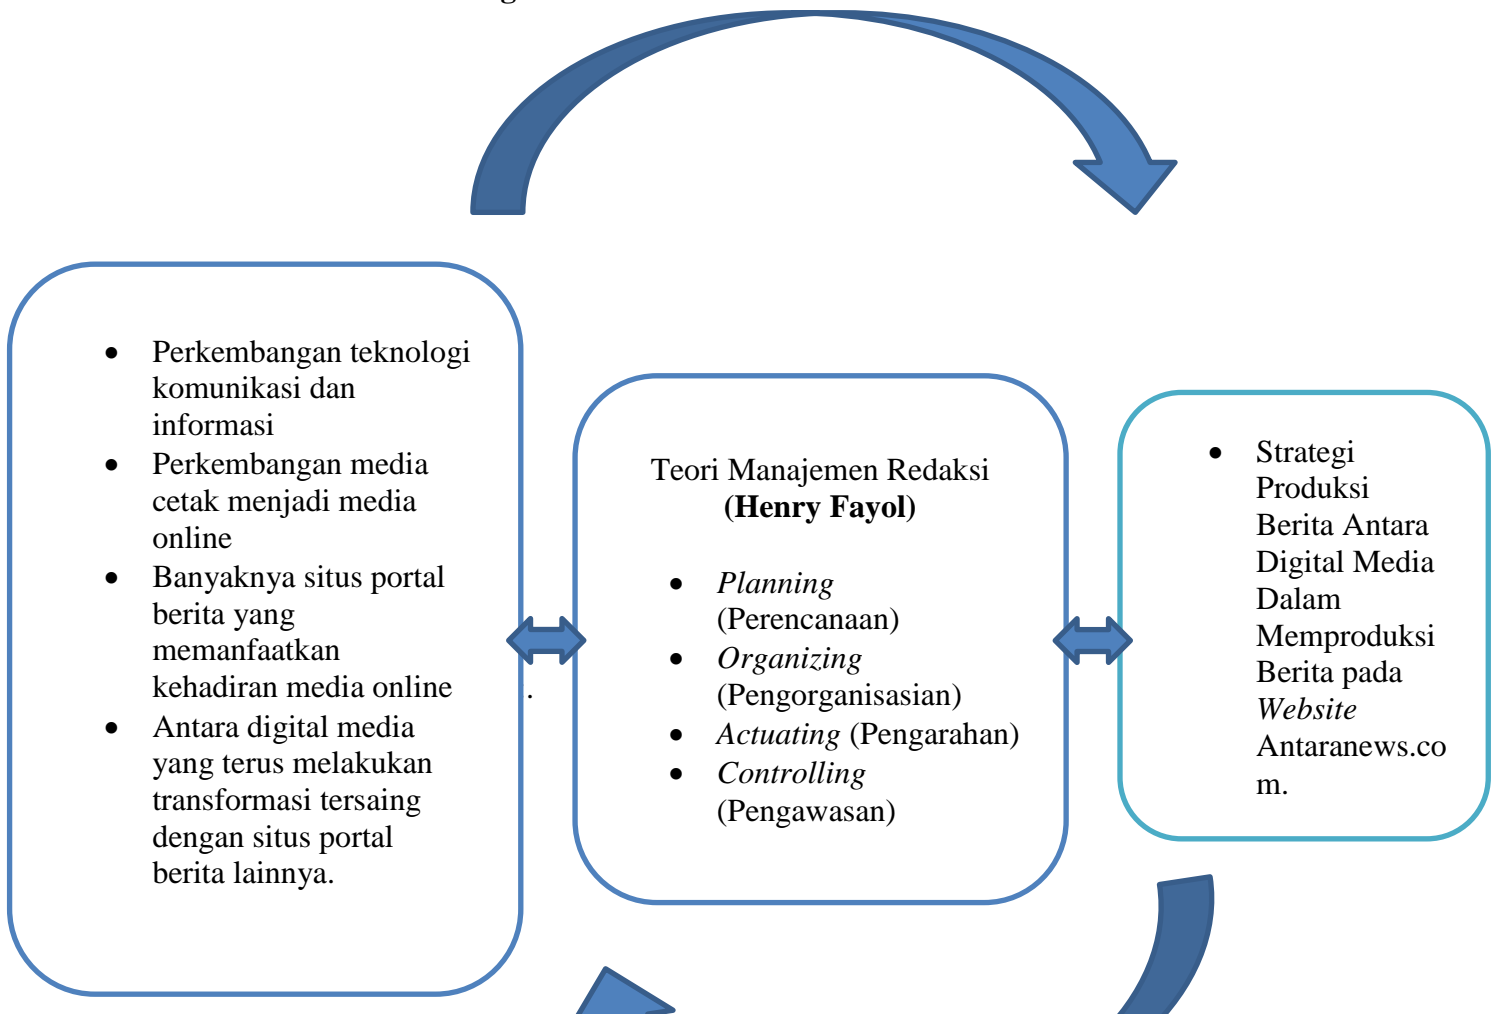 • Perkembangan teknologi
komunikasi dan
informasi
• Perkembangan media
cetak menjadi media
online
• Banyaknya situs portal
berita yang
memanfaatkan
kehadiran media online
• Antara digital media
yang terus melakukan
transformasi tersaing
dengan situs portal
berita lainnya.
.
Teori Manajemen Redaksi
(Henry Fayol)
• Planning
(Perencanaan)
• Organizing
(Pengorganisasian)
• Actuating (Pengarahan)
• Controlling
(Pengawasan)
• Strategi
Produksi
Berita Antara
Digital Media
Dalam
Memproduksi
Berita pada
Website
Antaranews.co
m.